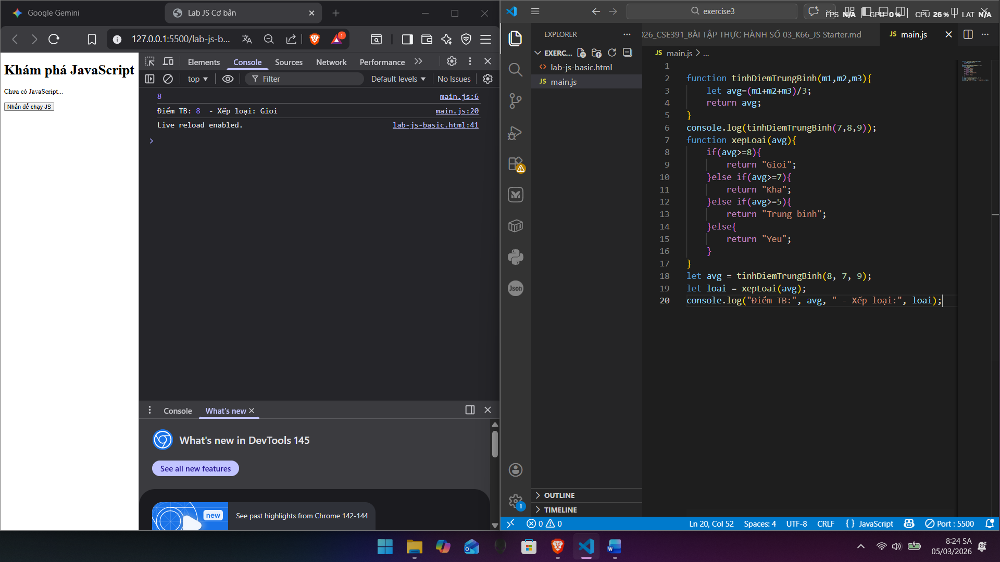 Google Gemini
Lab JS Cơ bản
127.0.0.1:5500/lab-js-b...
1
Khám phá JavaScript
Chưa có JavaScript...
Nhấn để chạy JS
Elements
Console
Sources
Network
Performance
top
Filter
Default levels
No Issues
8 main.js:6
Điểm TB: 8  - Xếp loại: Gioi main.js:20
Live reload enabled. lab-js-basic.html:41
Console
What's new
What's new in DevTools 145
See all new features
new
See past highlights from Chrome 142-144
exercise3
FPS N/A GPU 0 % CPU 26 % LAT N/A
EXPLORER
EXERC...
lab-js-basic.html
JS main.js
OUTLINE
TIMELINE
026_CSE391_BÀI TẬP THỰC HÀNH SỐ 03_K66_JS Starter.md
JS main.js
JS main.js > ...
1
2 function tinhDiemTrungBinh(m1,m2,m3){
3 let avg=(m1+m2+m3)/3;
4 return avg;
5 }
6 console.log(tinhDiemTrungBinh(7,8,9));
7 function xepLoai(avg){
8 if(avg>=8){
9 return "Gioi";
10 }else if(avg>=7){
11 return "Kha";
12 }else if(avg>=5){
13 return "Trung binh";
14 }else{
15 return "Yeu";
16 }
17 }
18 let avg = tinhDiemTrungBinh(8, 7, 9);
19 let loai = xepLoai(avg);
20 console.log("Điểm TB:", avg, " - Xếp loại:", loai);
Json
1
0 0
Ln 20, Col 52
Spaces: 4
UTF-8
CRLF
{ } JavaScript
Port : 5500
8:24 SA
05/03/2026